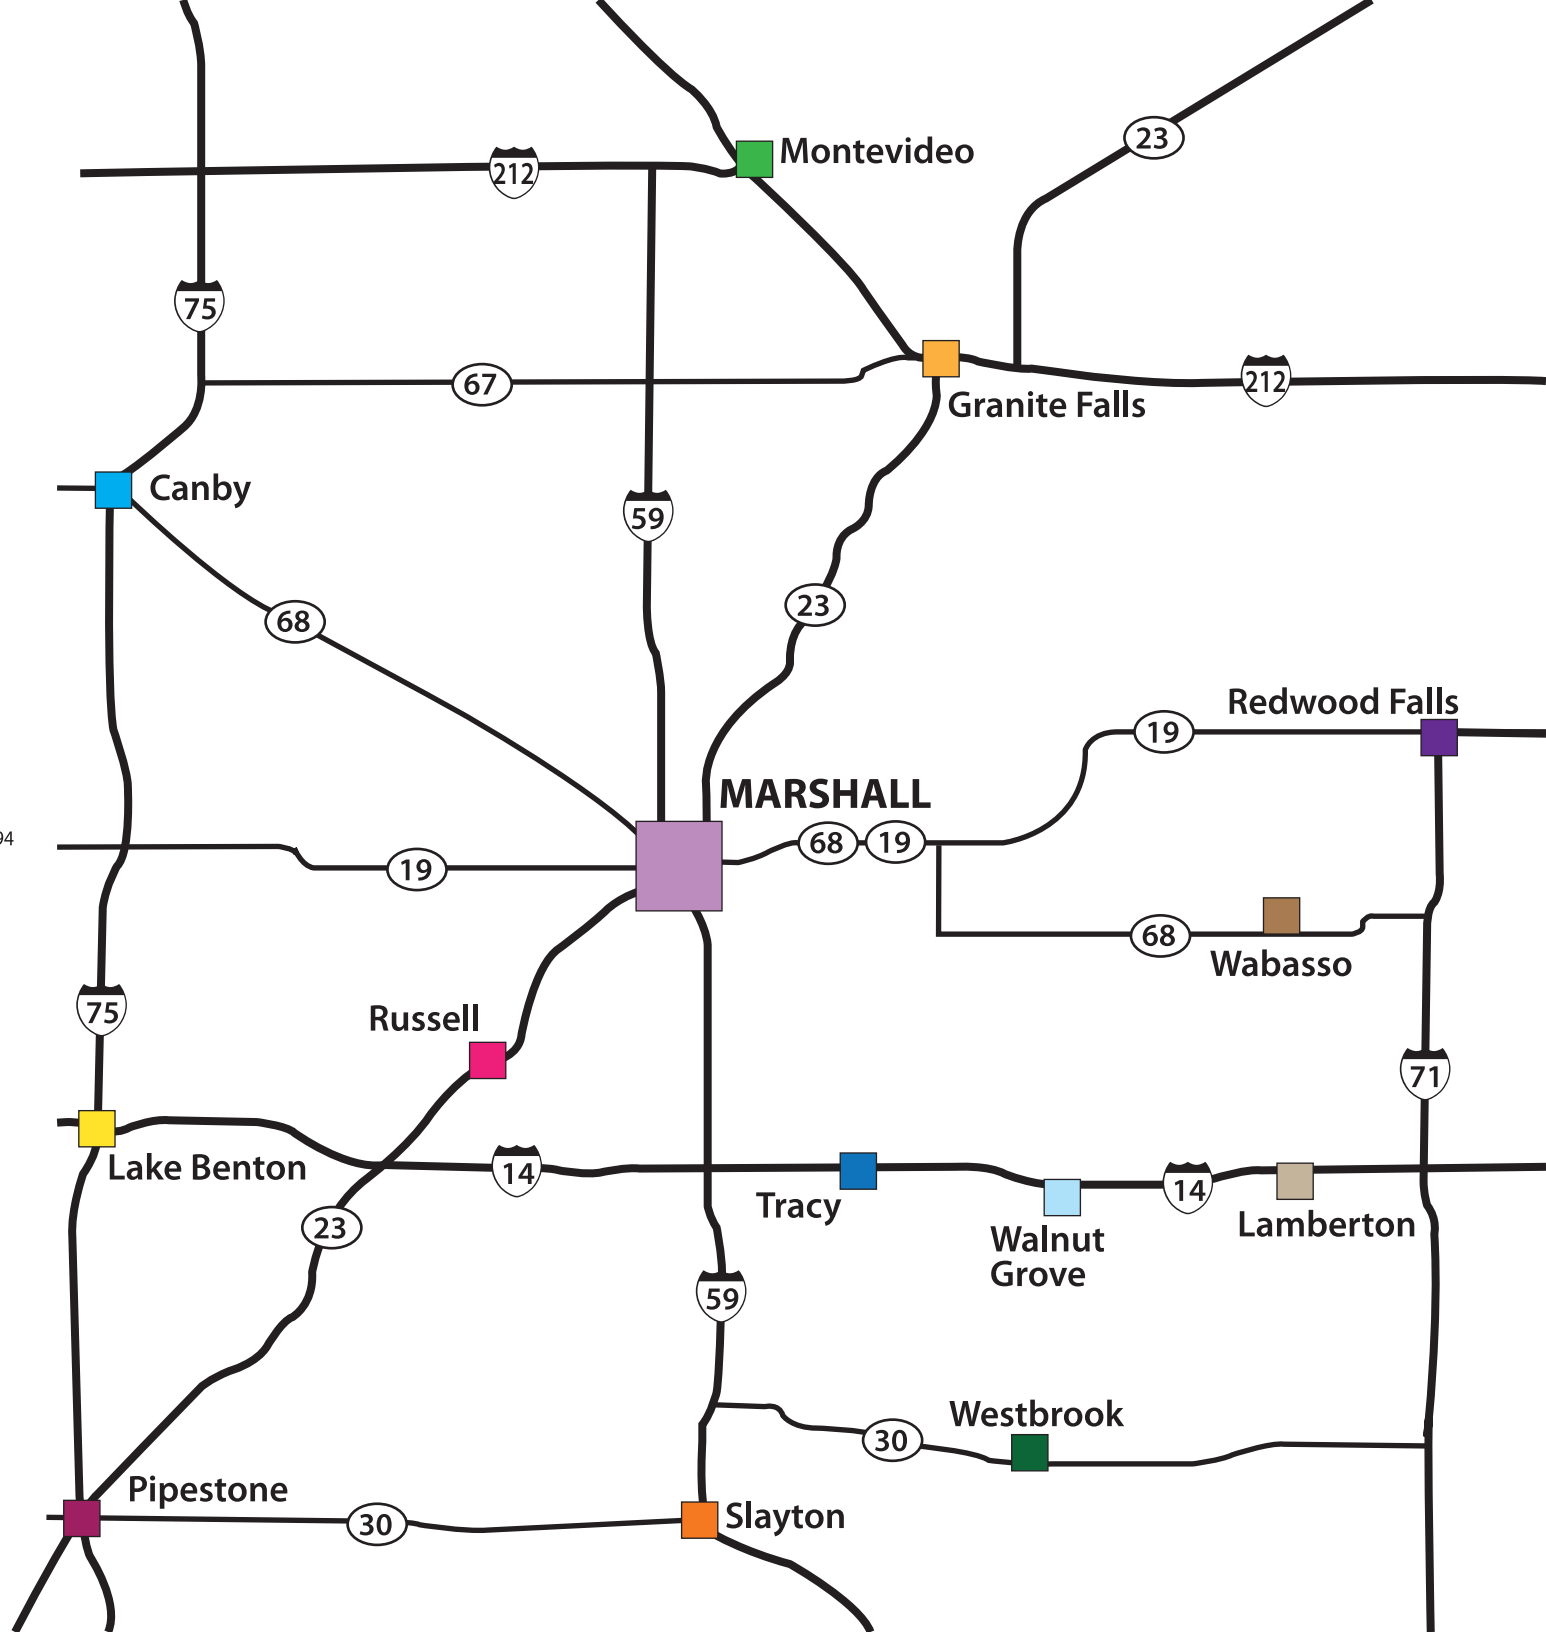 23
Montevideo
212
75
67
212
Granite Falls
Canby
59
23
68
Redwood Falls
19
MARSHALL
94
68
19
19
68
Wabasso
75
Russell
71
Lake Benton
14
Tracy
14
23
Walnut
Grove
Lamberton
59
Westbrook
30
Pipestone
30
Slayton